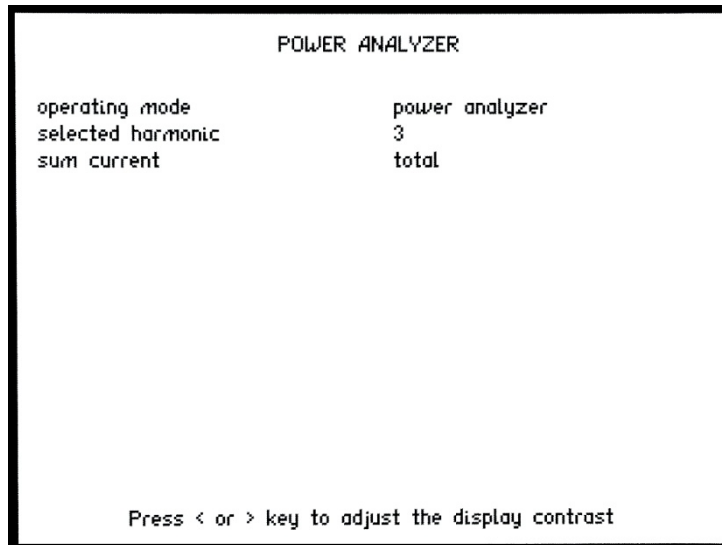 POWER ANALYZER
operating mode power analyzer
selected harmonic 3
sum current total
Press < or > key to adjust the display contrast